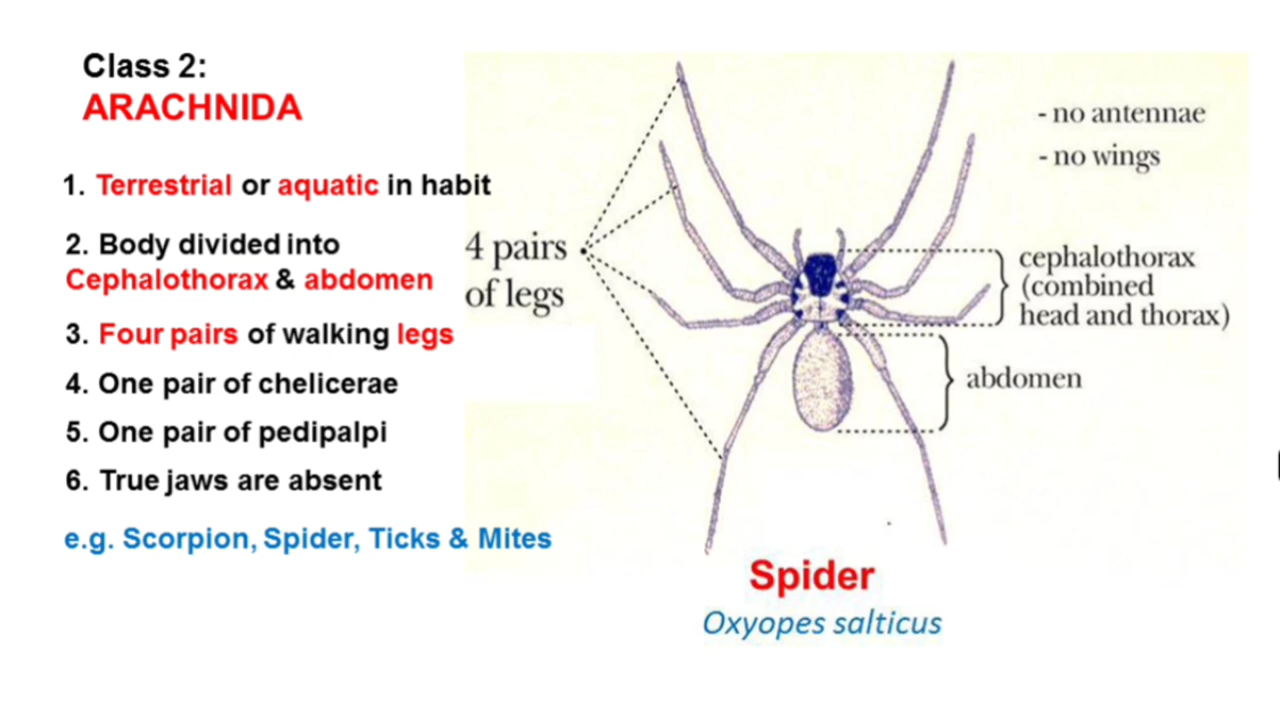 Class 2:
ARACHNIDA
1. Terrestrial or aquatic in habit
2. Body divided into
Cephalothorax & abdomen
3. Four pairs of walking legs
4. One pair of chelicerae
5. One pair of pedipalpi
6. True jaws are absent
e.g. Scorpion, Spider, Ticks & Mites
4 pairs
of legs
- no antennae
- no wings
cephalothorax
(combined
head and thorax)
abdomen
Spider
Oxyopes salticus